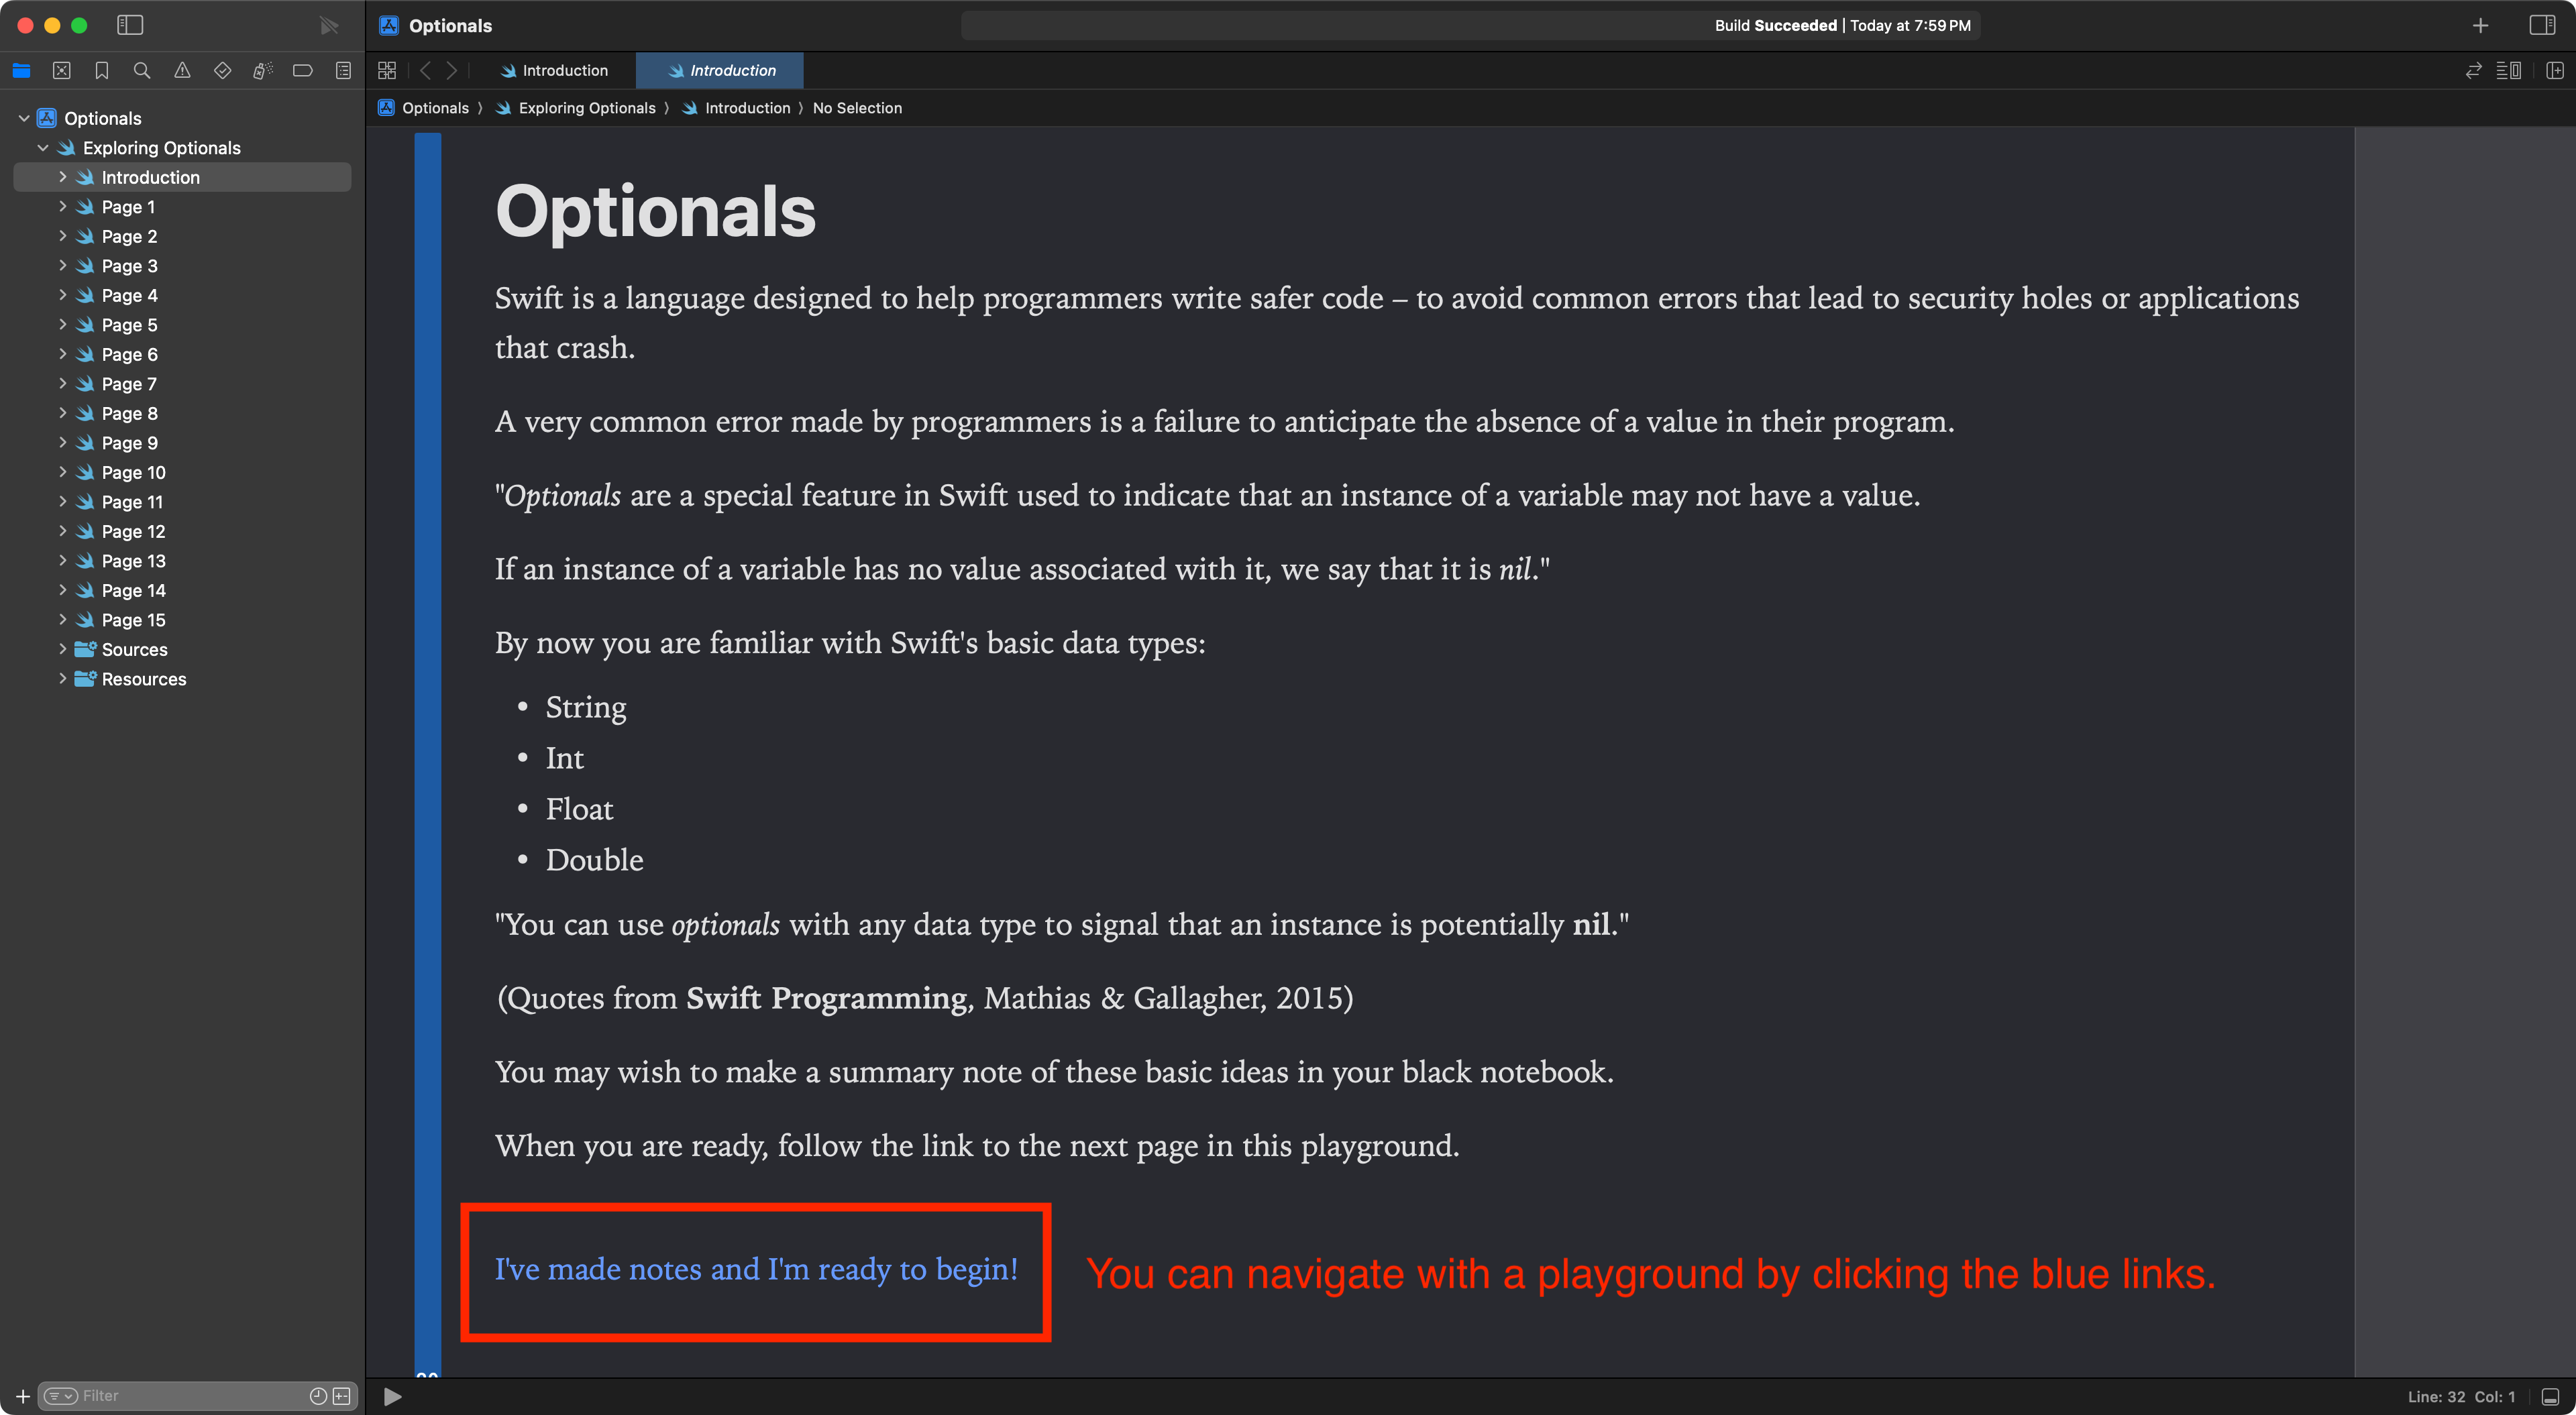 Optionals
Build Succeeded | Today at 7:59 PM
Introduction
Introduction
Optionals
Exploring Optionals
Introduction
No Selection
Optionals
Exploring Optionals
Introduction
Page 1
Page 2
Page 3
Page 4
Page 5
Page 6
Page 7
Page 8
Page 9
Page 10
Page 11
Page 12
Page 13
Page 14
Page 15
Sources
Resources
Filter
Optionals
Swift is a language designed to help programmers write safer code – to avoid common errors that lead to security holes or applications
that crash.
A very common error made by programmers is a failure to anticipate the absence of a value in their program.
"Optionals are a special feature in Swift used to indicate that an instance of a variable may not have a value.
If an instance of a variable has no value associated with it, we say that it is nil."
By now you are familiar with Swift's basic data types:
• String
• Int
• Float
• Double
"You can use optionals with any data type to signal that an instance is potentially nil."
(Quotes from Swift Programming, Mathias & Gallagher, 2015)
You may wish to make a summary note of these basic ideas in your black notebook.
When you are ready, follow the link to the next page in this playground.
I've made notes and I'm ready to begin!
You can navigate with a playground by clicking the blue links.
Line: 32 Col: 1